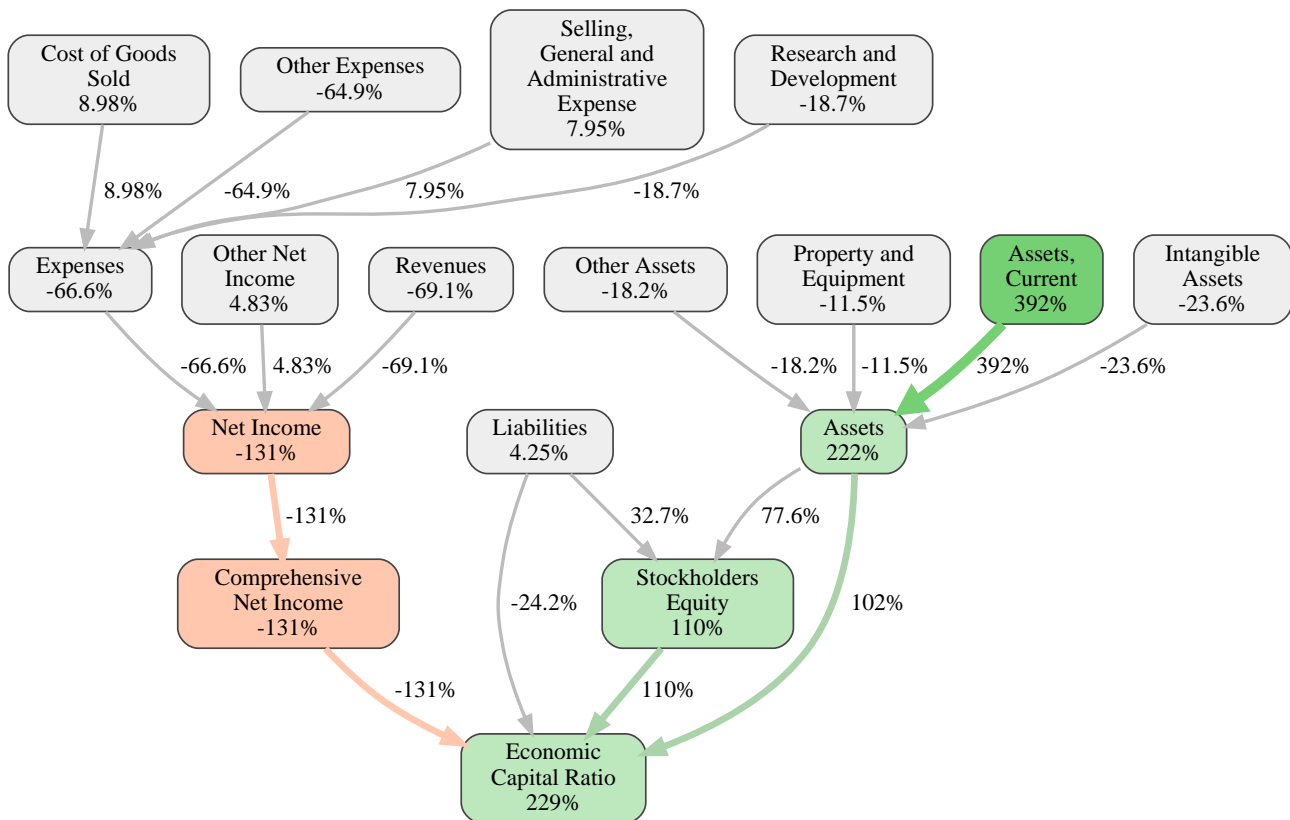 Cost of Goods
Sold
8.98%
Other Expenses
-64.9%
Selling,
General and
Administrative
Expense
7.95%
Research and
Development
-18.7%
8.98%
-64.9%
7.95%
-18.7%
Expenses
-66.6%
Other Net
Income
4.83%
Revenues
-69.1%
Other Assets
-18.2%
Property and
Equipment
-11.5%
Assets,
Current
392%
Intangible
Assets
-23.6%
-66.6%
4.83%
-69.1%
-18.2%
-11.5%
392%
-23.6%
Net Income
-131%
Liabilities
4.25%
Assets
222%
-131%
32.7%
77.6%
Comprehensive
Net Income
-131%
-24.2%
Stockholders
Equity
110%
102%
-131%
110%
Economic
Capital Ratio
229%